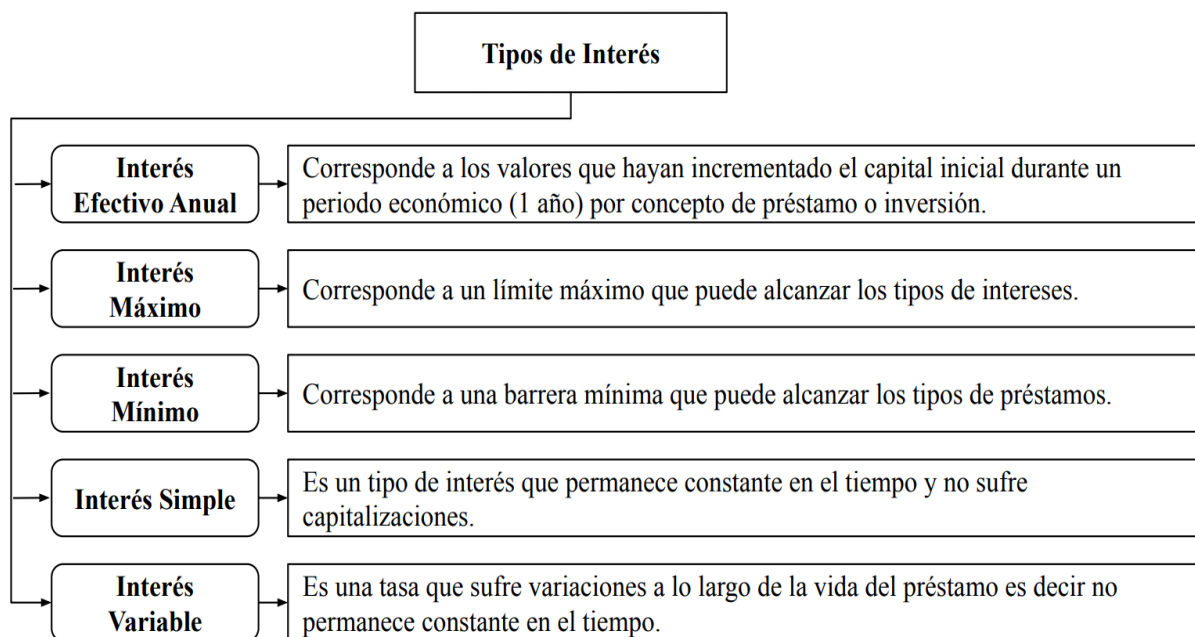 Tipos de Interés
Interés
Efectivo Anual
Corresponde a los valores que hayan incrementado el capital inicial durante un
periodo económico (1 año) por concepto de préstamo o inversión.
Interés
Máximo
Corresponde a un límite máximo que puede alcanzar los tipos de intereses.
Interés
Mínimo
Corresponde a una barrera mínima que puede alcanzar los tipos de préstamos.
Interés Simple
Es un tipo de interés que permanece constante en el tiempo y no sufre
capitalizaciones.
Interés
Variable
Es una tasa que sufre variaciones a lo largo de la vida del préstamo es decir no
permanece constante en el tiempo.